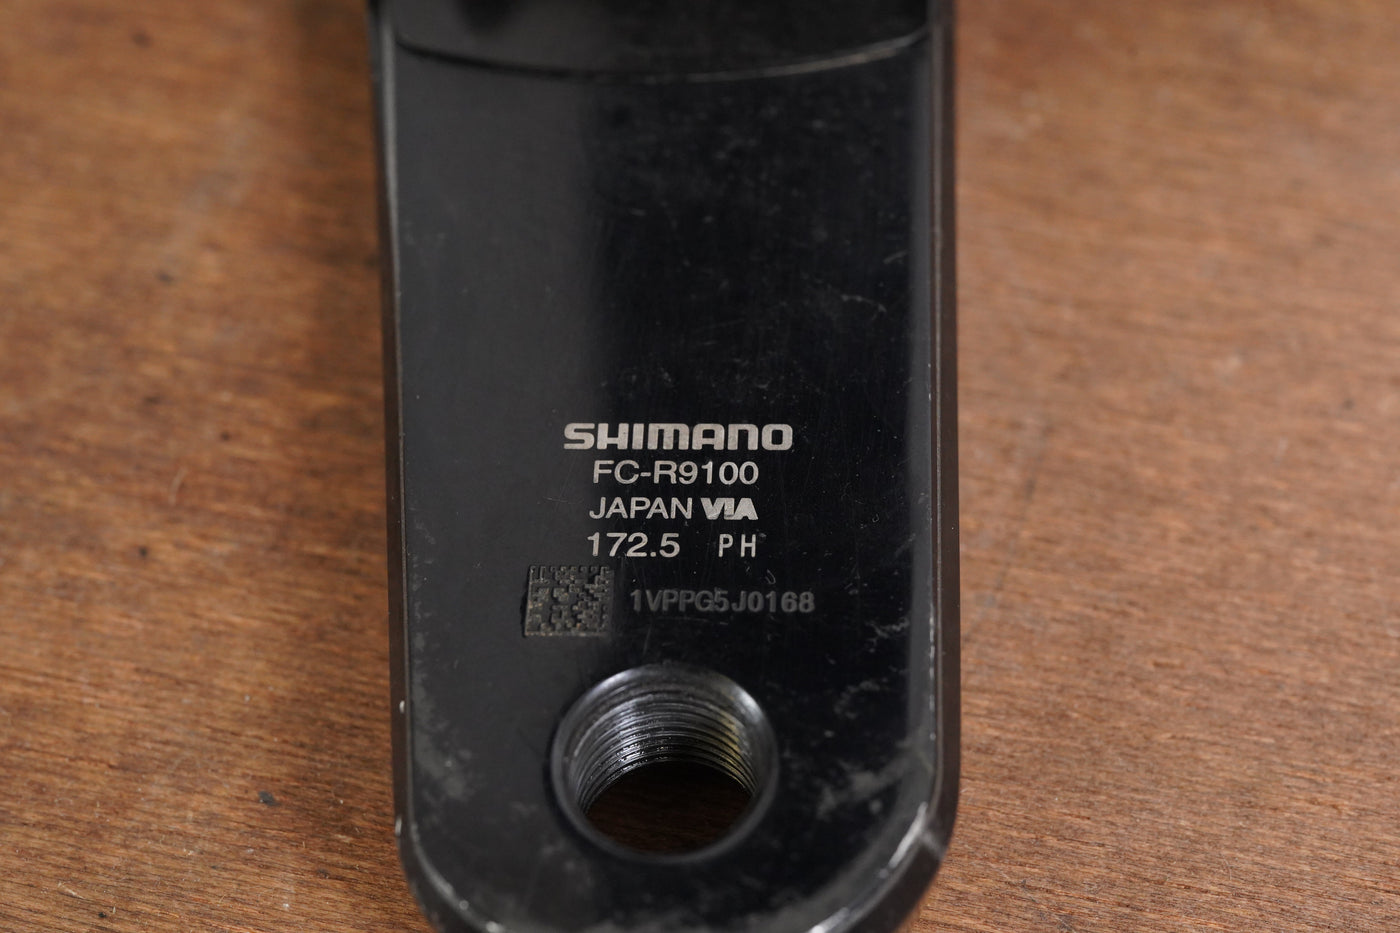 SHIMANO
FC-R9100
JAPAN VIA
172.5 PH
1VPPG5J0168